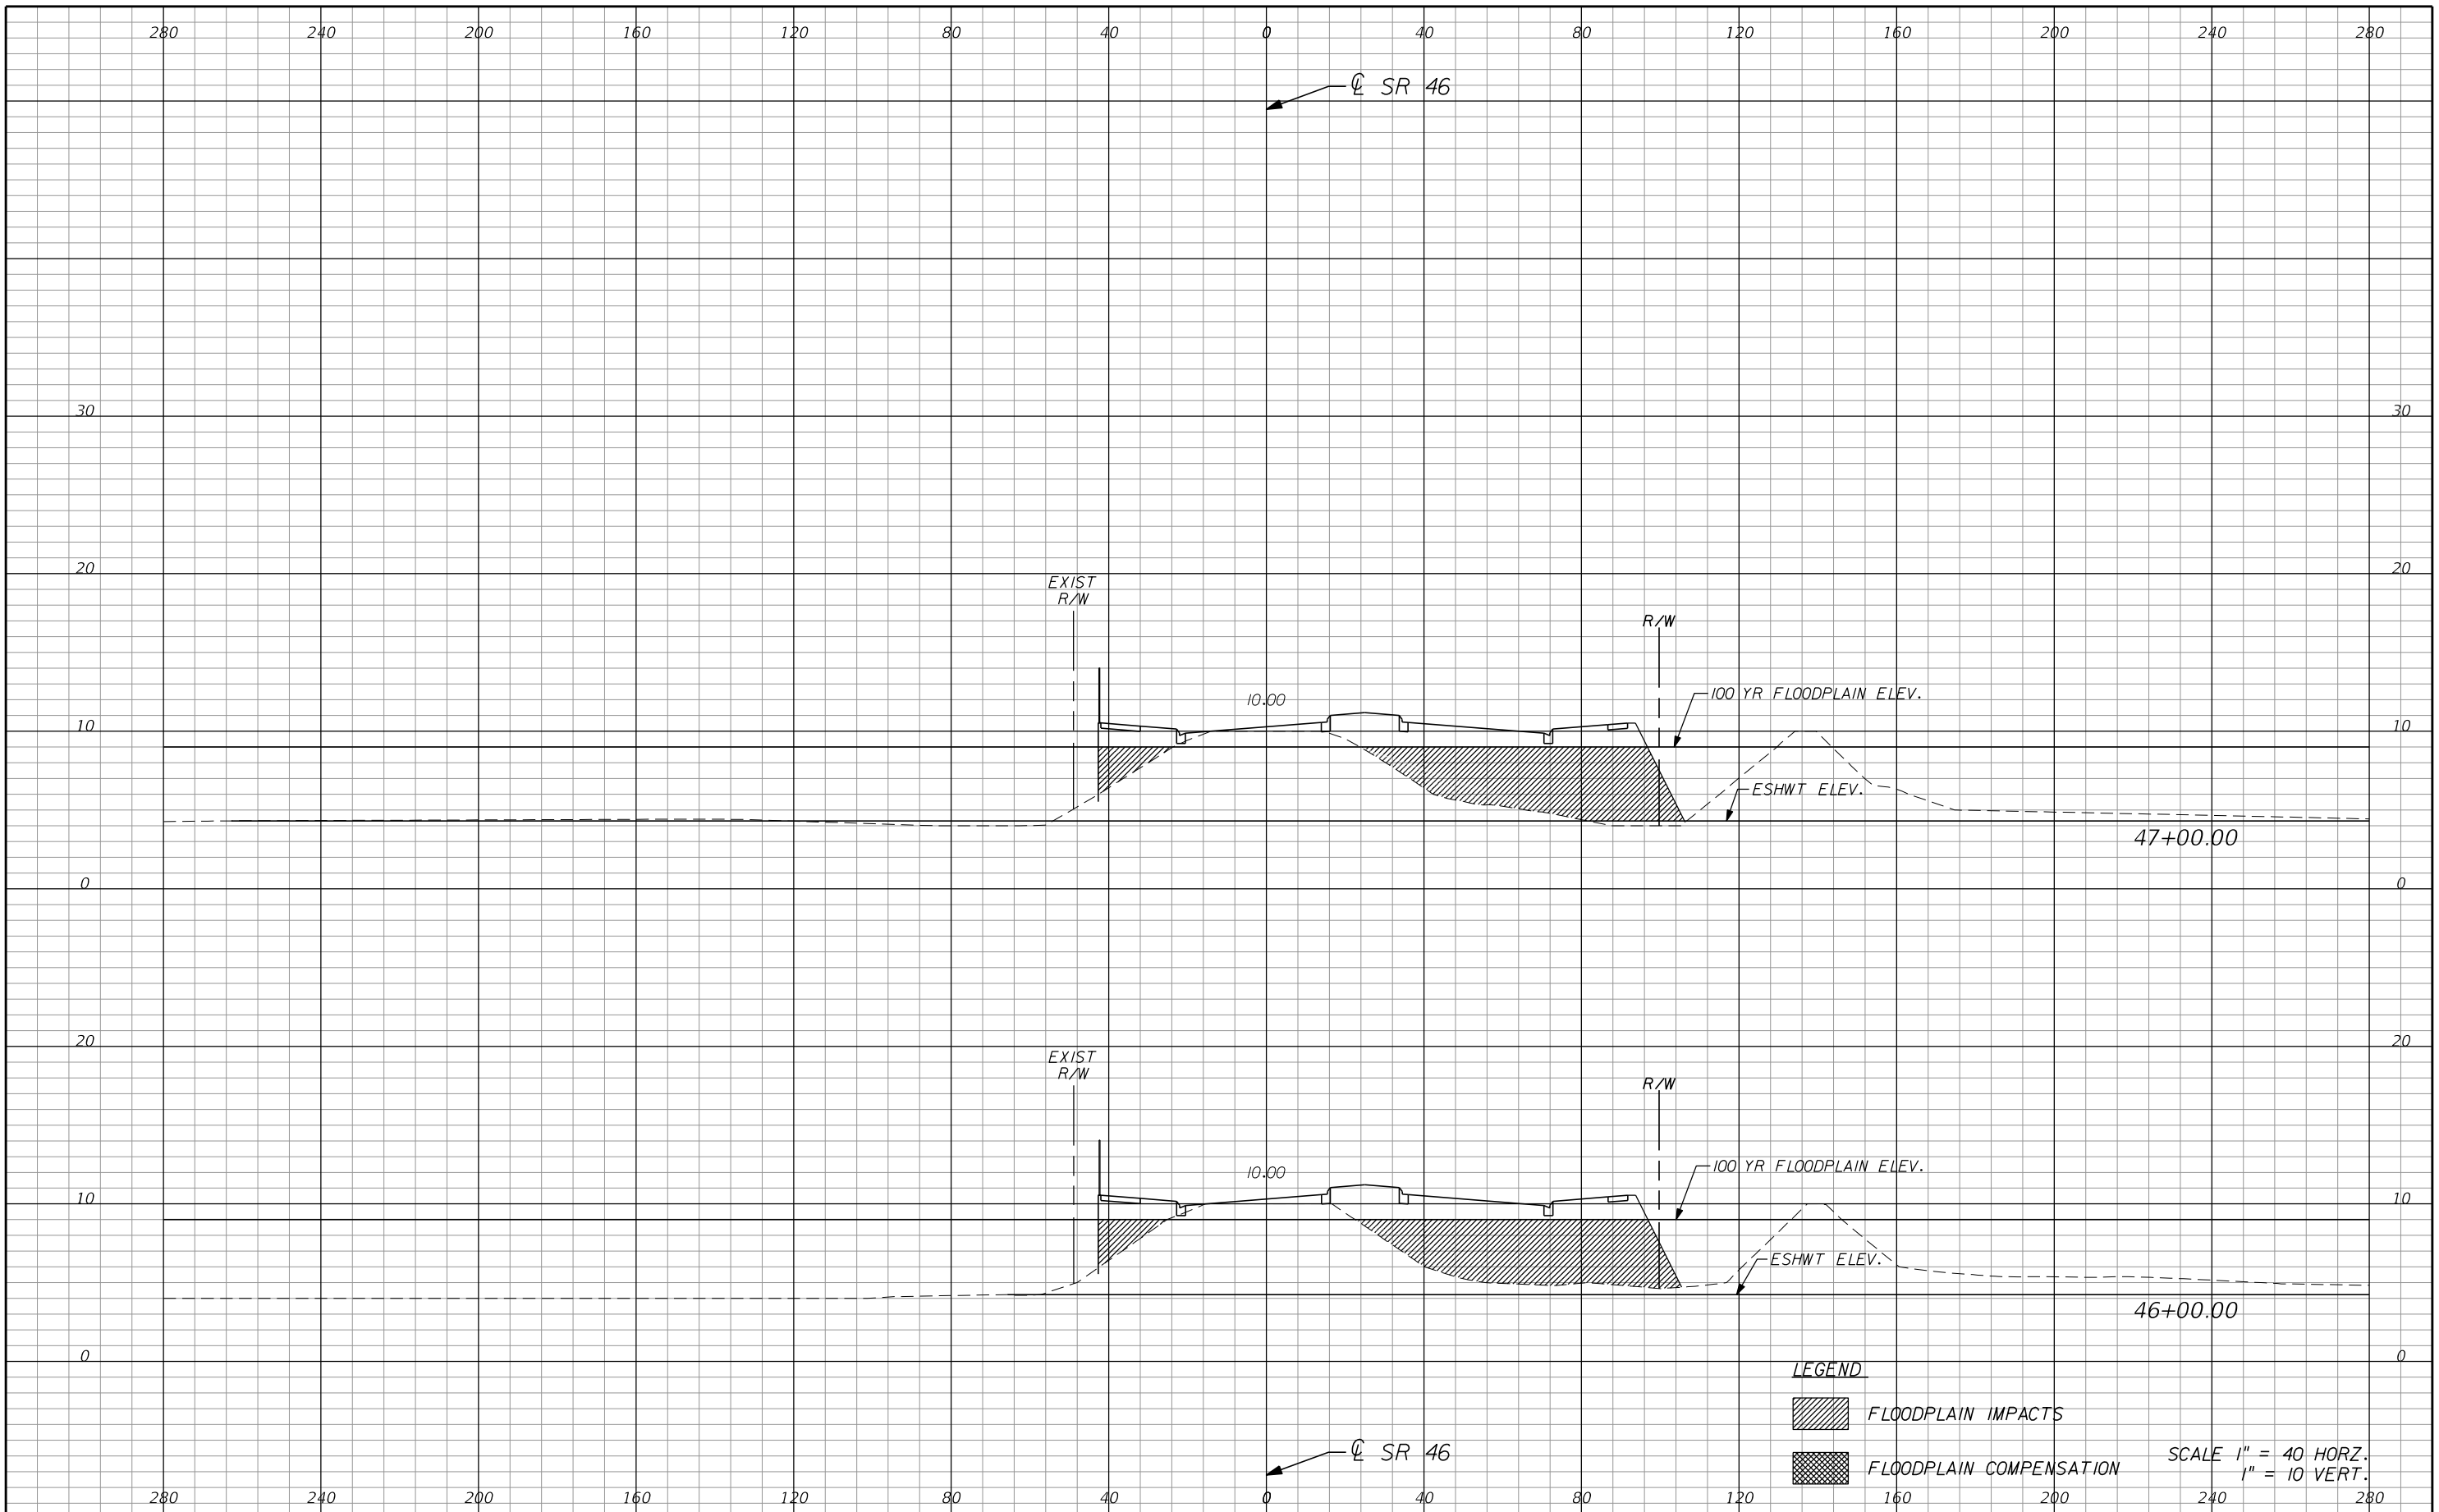 280 240 200 160 120 80 40 0 40 80 120 160 200 240 280
℄ SR 46
30 30
20 20
EXIST
R/W
R/W
10.00
100 YR FLOODPLAIN ELEV.
10 10
ESHWT ELEV.
47+00.00
0 0
20 20
EXIST
R/W
R/W
10.00
100 YR FLOODPLAIN ELEV.
10 10
ESHWT ELEV.
46+00.00
0 0
LEGEND
FLOODPLAIN IMPACTS
FLOODPLAIN COMPENSATION
℄ SR 46
SCALE 1" = 40 HORZ.
1" = 10 VERT.
280 240 200 160 120 80 40 0 40 80 120 160 200 240 280